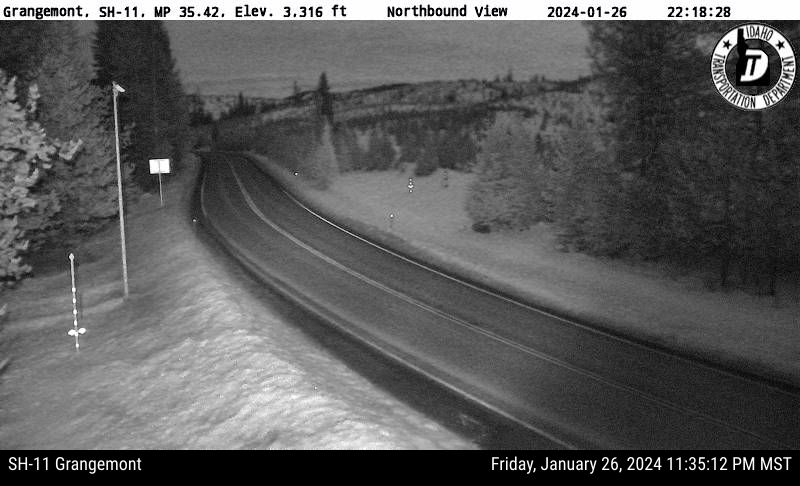 Grangemont, SH-11, MP 35.42, Elev. 3,316 ft Northbound View 2024-01-26 22:18:28
IDAHO
TRANSPORTATION DEPARTMENT
SH-11 Grangemont Friday, January 26, 2024 11:35:12 PM MST